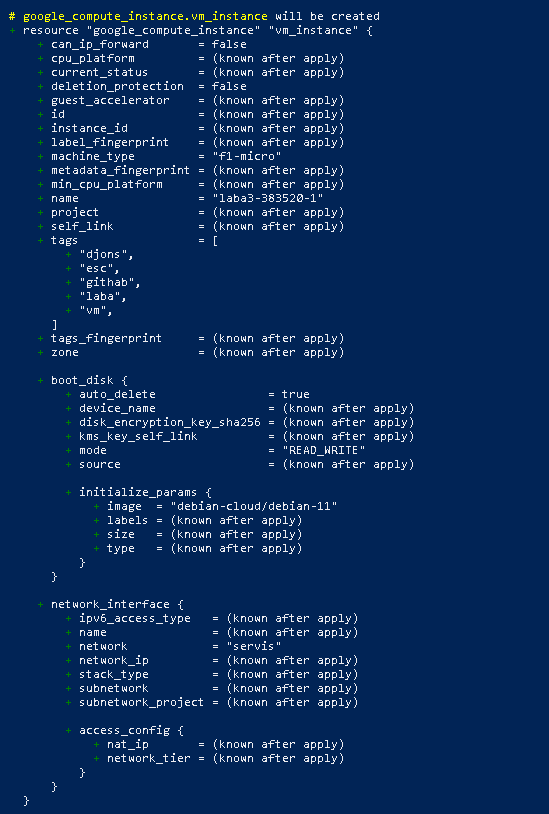 # google_compute_instance.vm_instance will be created
+ resource "google_compute_instance" "vm_instance" {
+ can_ip_forward = false
+ cpu_platform = (known after apply)
+ current_status = (known after apply)
+ deletion_protection = false
+ guest_accelerator = (known after apply)
+ id = (known after apply)
+ instance_id = (known after apply)
+ label_fingerprint = (known after apply)
+ machine_type = "f1-micro"
+ metadata_fingerprint = (known after apply)
+ min_cpu_platform = (known after apply)
+ name = "laba3-383520-1"
+ project = (known after apply)
+ self_link = (known after apply)
+ tags = [
+ "djons",
+ "esc",
+ "githab",
+ "laba",
+ "vm",
]
+ tags_fingerprint = (known after apply)
+ zone = (known after apply)
+ boot_disk {
+ auto_delete = true
+ device_name = (known after apply)
+ disk_encryption_key_sha256 = (known after apply)
+ kms_key_self_link = (known after apply)
+ mode = "READ_WRITE"
+ source = (known after apply)
+ initialize_params {
+ image = "debian-cloud/debian-11"
+ labels = (known after apply)
+ size = (known after apply)
+ type = (known after apply)
}
}
+ network_interface {
+ ipv6_access_type = (known after apply)
+ name = (known after apply)
+ network = "servis"
+ network_ip = (known after apply)
+ stack_type = (known after apply)
+ subnetwork = (known after apply)
+ subnetwork_project = (known after apply)
+ access_config {
+ nat_ip = (known after apply)
+ network_tier = (known after apply)
}
}
}